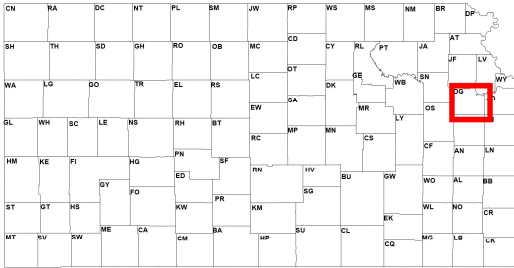 CN RA DC NT PL SM JW RP WS MS NM BR DP
CD AT
SH TH SD GH RO OB MC CY RL PT JA
JF LV
OT GE SN
LC WB WY
WA LG GO TR EL RS DK DG
SA MR OS
EW LY
GL WH SC LE NS RH BT
MP MN CS
RC CF
PN AN LN
HM KE FI HG SF
ED RN HV BU GW WO AL BB
GY FO SG
PR
ST GT HS KW KM WL NO
EK CR
MT SV SW ME CA CM BA HP SU CL CQ MG LB CK